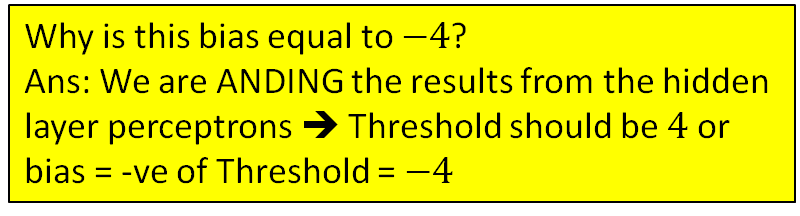 Why is this bias equal to −4?
Ans: We are ANDING the results from the hidden
layer perceptrons ➔ Threshold should be 4 or
bias = -ve of Threshold = −4